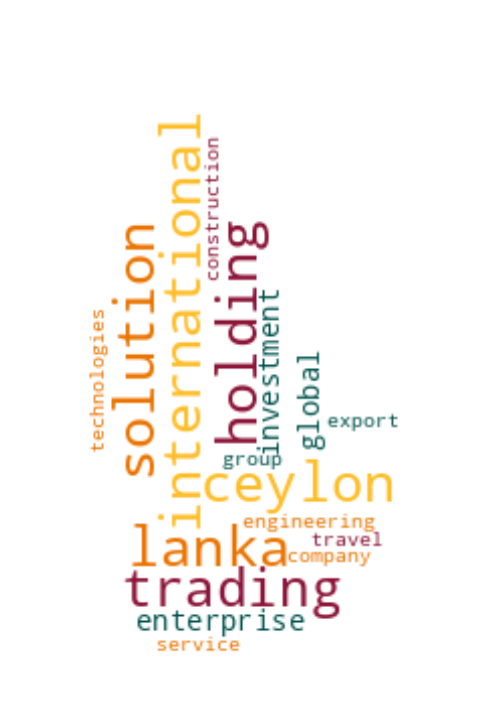 international
construction
solution
holding
investment
technologies
global
export
group
ceylon
engineering
lanka
travel
company
trading
enterprise
service